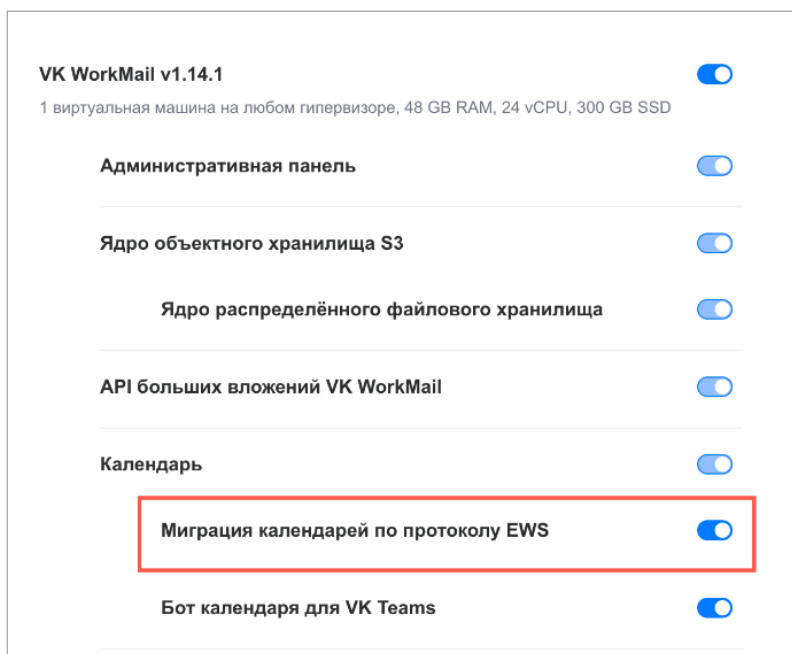 VK WorkMail v1.14.1
1 виртуальная машина на любом гипервизоре, 48 GB RAM, 24 vCPU, 300 GB SSD
Административная панель
Ядро объектного хранилища S3
Ядро распределённого файлового хранилища
API больших вложений VK WorkMail
Календарь
Миграция календарей по протоколу EWS
Бот календаря для VK Teams